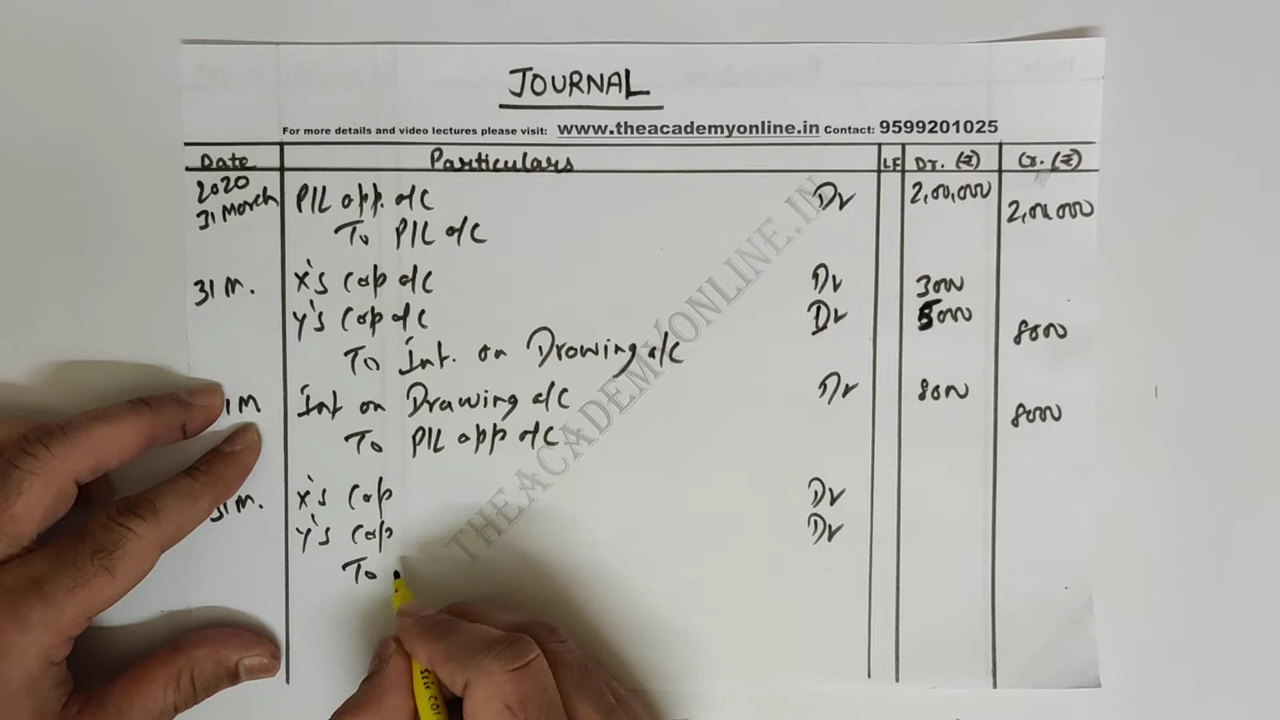 JOURNAL
For more details and video lectures please visit: www.theacademyonline.in Contact: 9599201025
Date Particulars LF Dr. (₹) Cr. (₹)
2020
31 March P/L app. a/c Dr 2,00,000
To P/L a/c 2,00,000
31 M. X's Cap a/c Dr 3000
Y's Cap a/c Dr 5000
To Int. on Drawing a/c 8000
1M Int on Drawing a/c Dr 8000
To P/L app a/c 8000
31 M. X's Cap Dr
Y's Cap Dr
To
THEACADEMYONLINE.IN